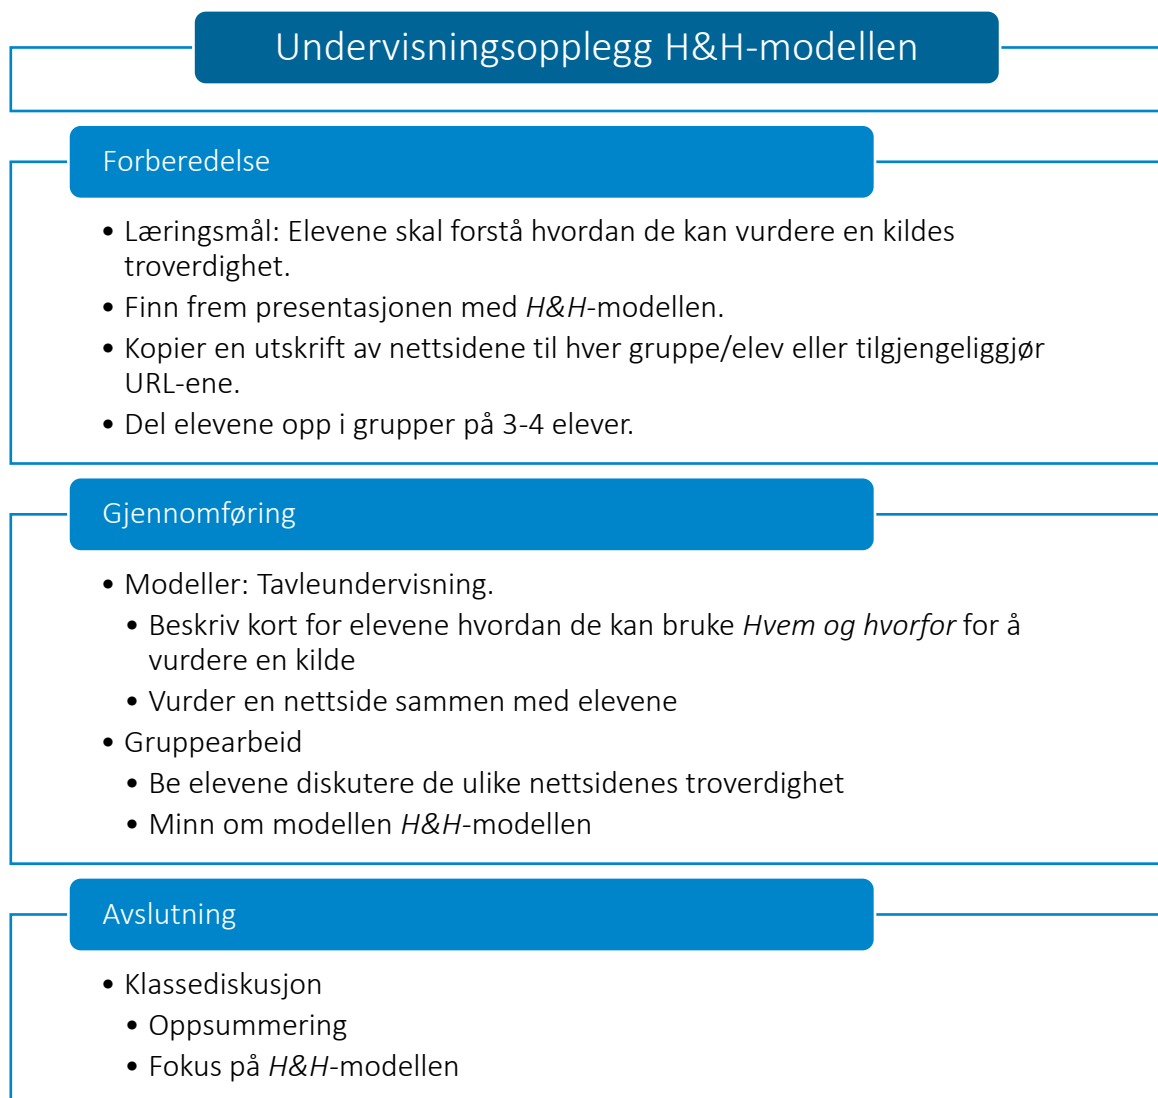 Undervisningsopplegg H&H-modellen
Forberedelse
• Læringsmål: Elevene skal forstå hvordan de kan vurdere en kildes
troverdighet.
• Finn frem presentasjonen med H&H-modellen.
• Kopier en utskrift av nettsidene til hver gruppe/elev eller tilgjengeliggjør
URL-ene.
• Del elevene opp i grupper på 3-4 elever.
Gjennomføring
• Modeller: Tavleundervisning.
• Beskriv kort for elevene hvordan de kan bruke Hvem og hvorfor for å
vurdere en kilde
• Vurder en nettside sammen med elevene
• Gruppearbeid
• Be elevene diskutere de ulike nettsidenes troverdighet
• Minn om modellen H&H-modellen
Avslutning
• Klassediskusjon
• Oppsummering
• Fokus på H&H-modellen